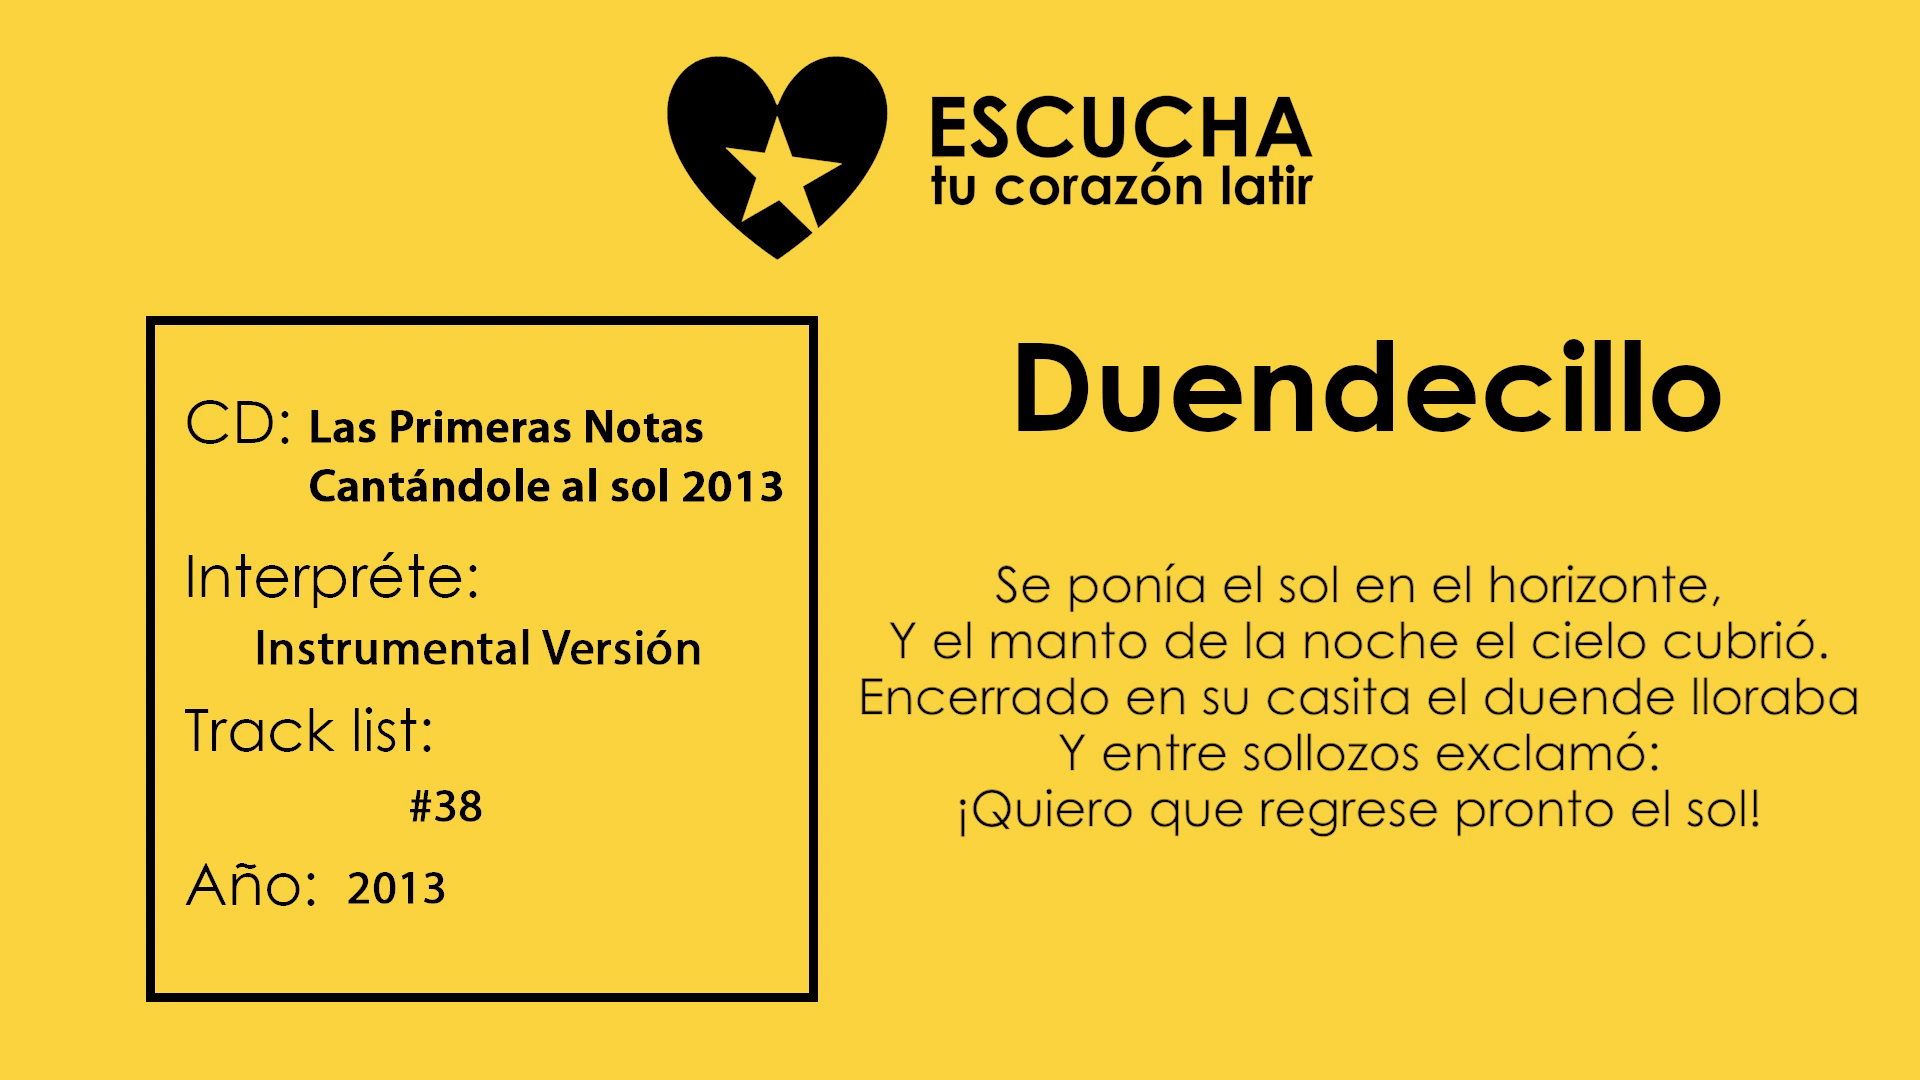 ESCUCHA
tu corazón latir
CD: Las Primeras Notas
Cantándole al sol 2013
Interpréte:
Instrumental Versión
Track list:
#38
Año: 2013
Duendecillo
Se ponía el sol en el horizonte,
Y el manto de la noche el cielo cubrió.
Encerrado en su casita el duende lloraba
Y entre sollozos exclamó:
¡Quiero que regrese pronto el sol!